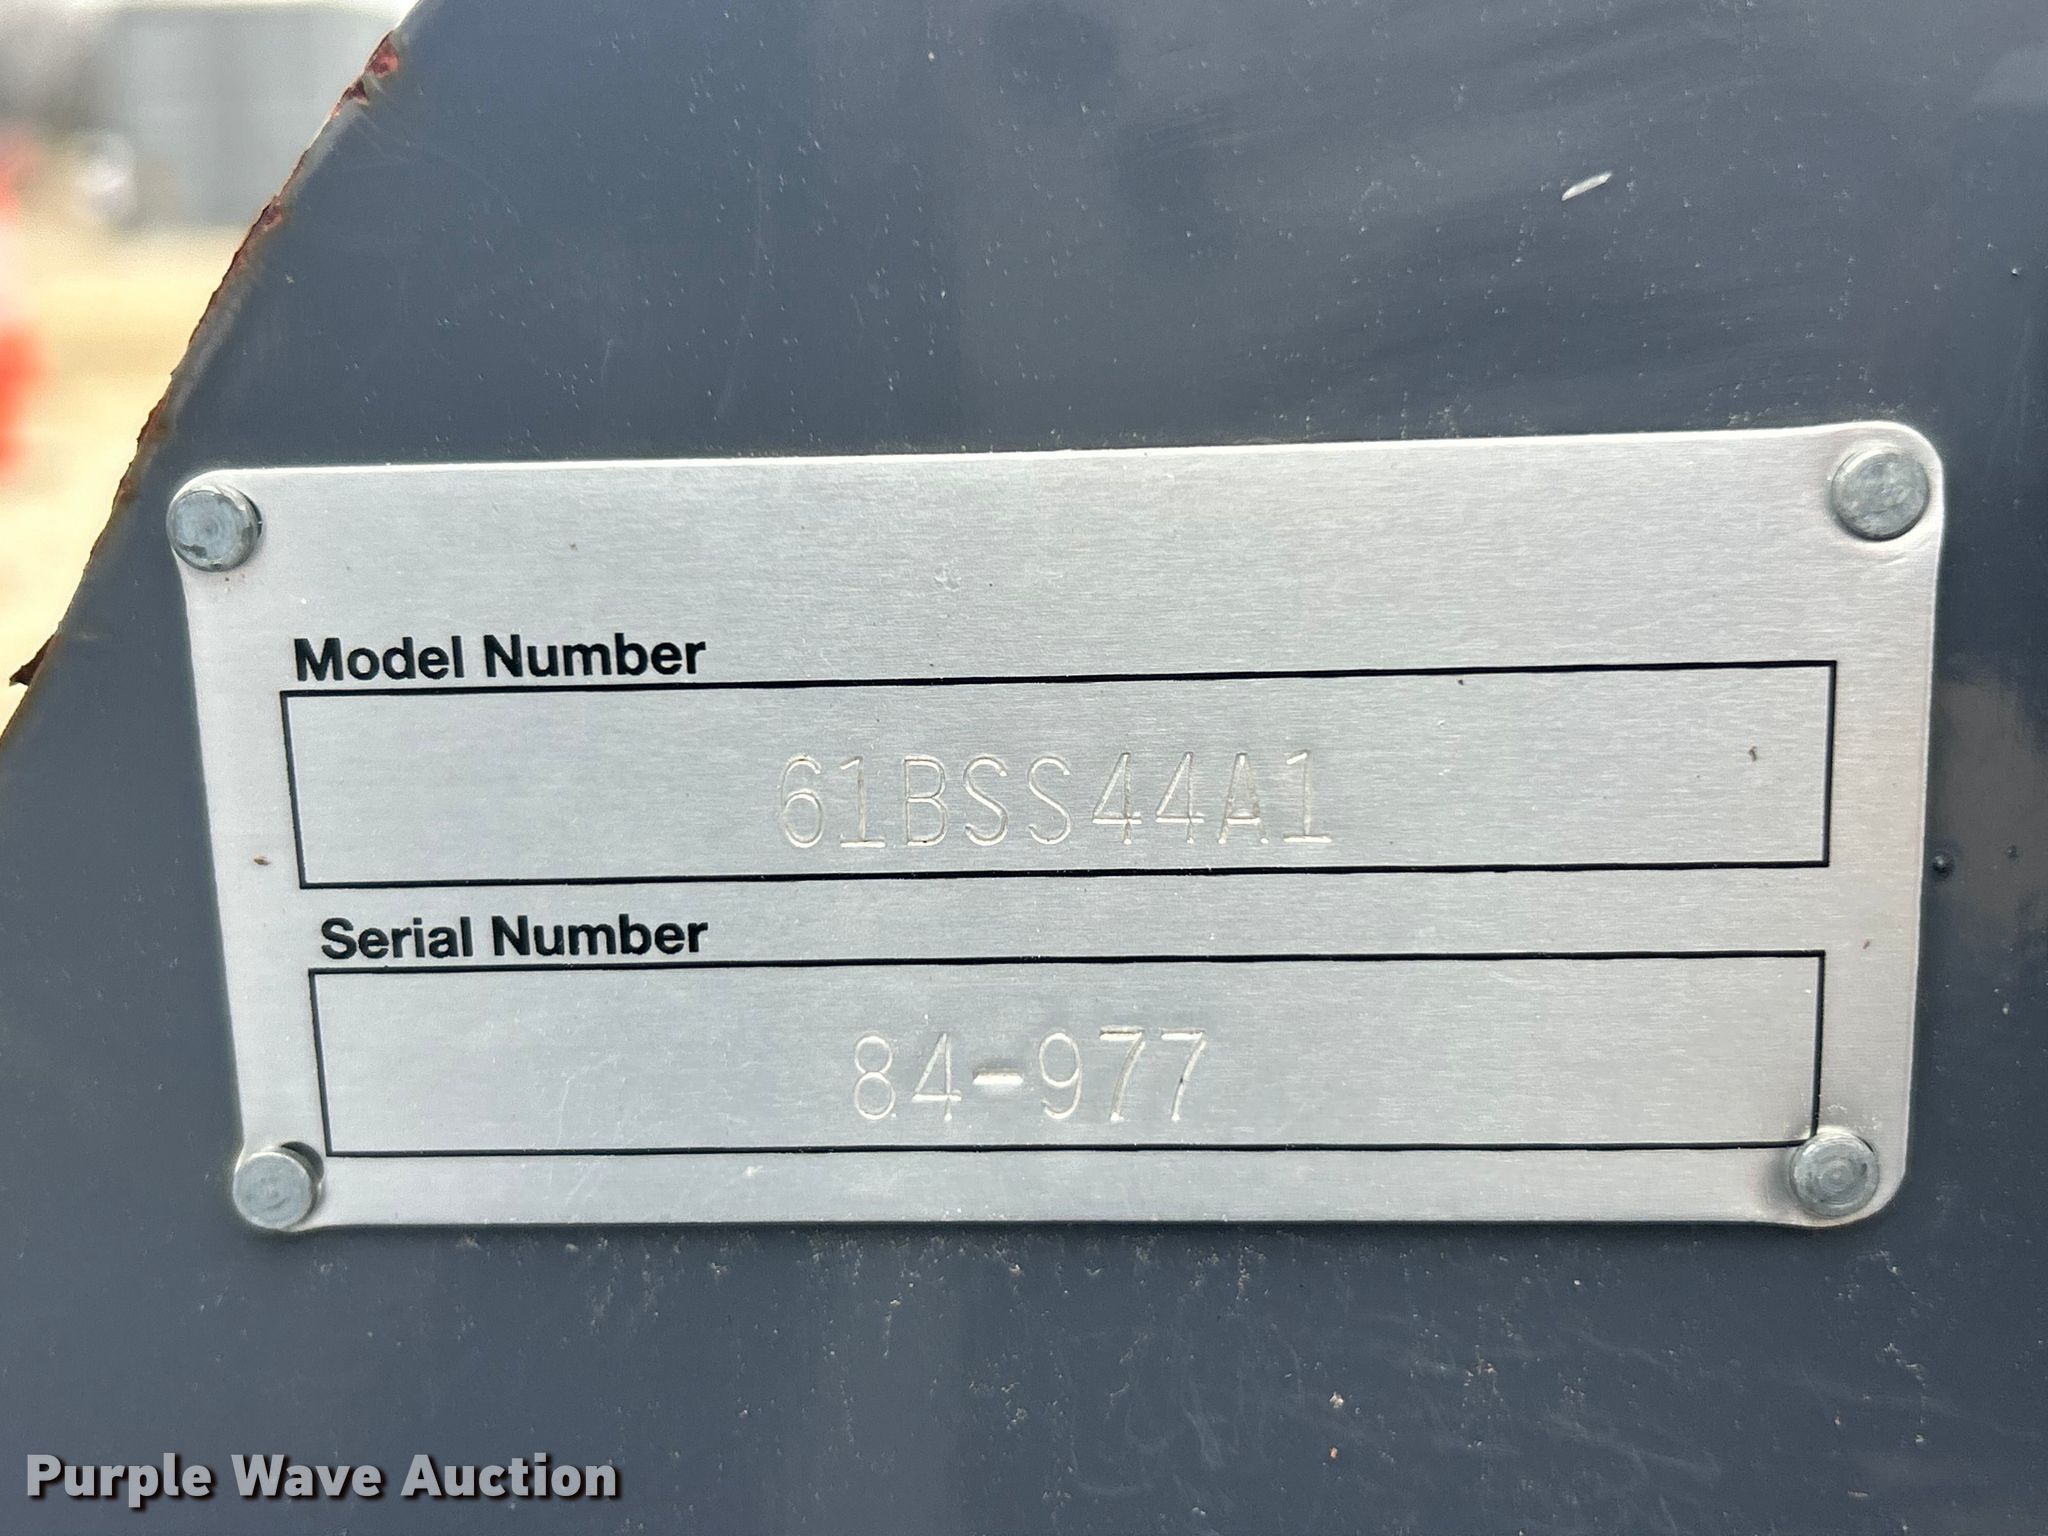 Model Number
61BSS44A1
Serial Number
84-977
Purple Wave Auction